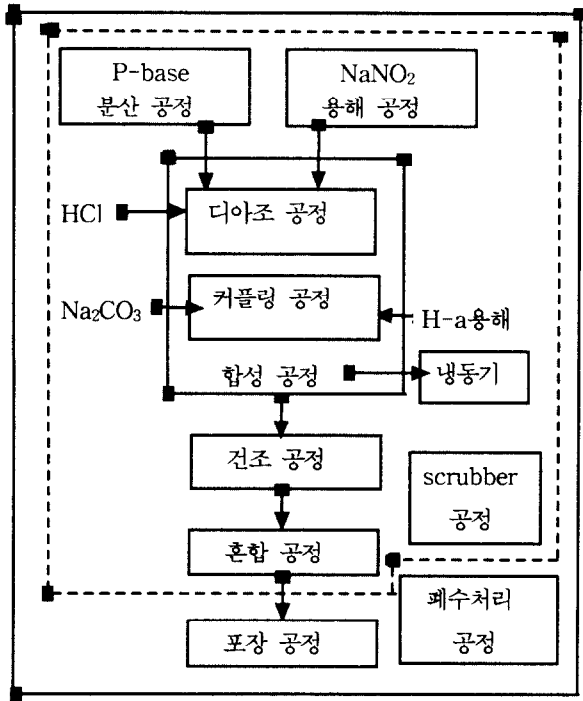 P-base
분산 공정
NaNO₂
용해 공정
HCl
디아조 공정
Na₂CO₃
커플링 공정
H-a용해
합성 공정
냉동기
건조 공정
scrubber
공정
혼합 공정
폐수처리
공정
포장 공정